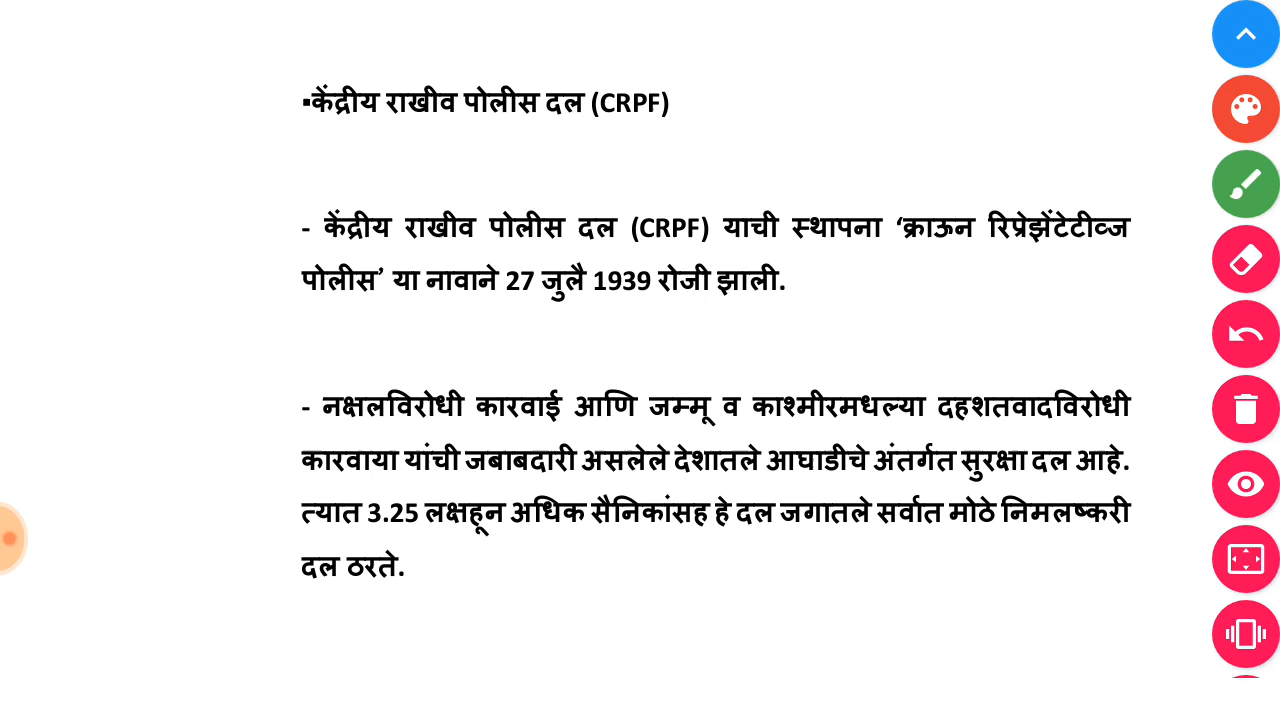 ▪केंद्रीय राखीव पोलीस दल (CRPF)
- केंद्रीय राखीव पोलीस दल (CRPF) याची स्थापना ‘क्राऊन रिप्रेझेंटेटीव्ज
पोलीस’ या नावाने 27 जुलै 1939 रोजी झाली.
- नक्षलविरोधी कारवाई आणि जम्मू व काश्मीरमधल्या दहशतवादविरोधी
कारवाया यांची जबाबदारी असलेले देशातले आघाडीचे अंतर्गत सुरक्षा दल आहे.
त्यात 3.25 लक्षहून अधिक सैनिकांसह हे दल जगातले सर्वात मोठे निमलष्करी
दल ठरते.